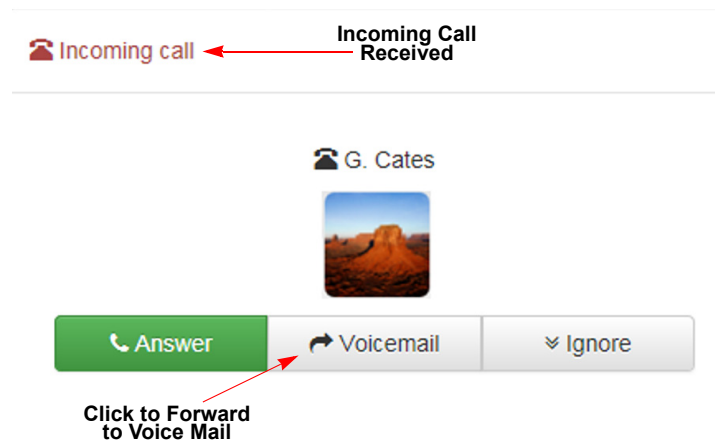 Incoming call
Incoming Call
Received
G. Cates
Answer
Voicemail
Ignore
Click to Forward
to Voice Mail